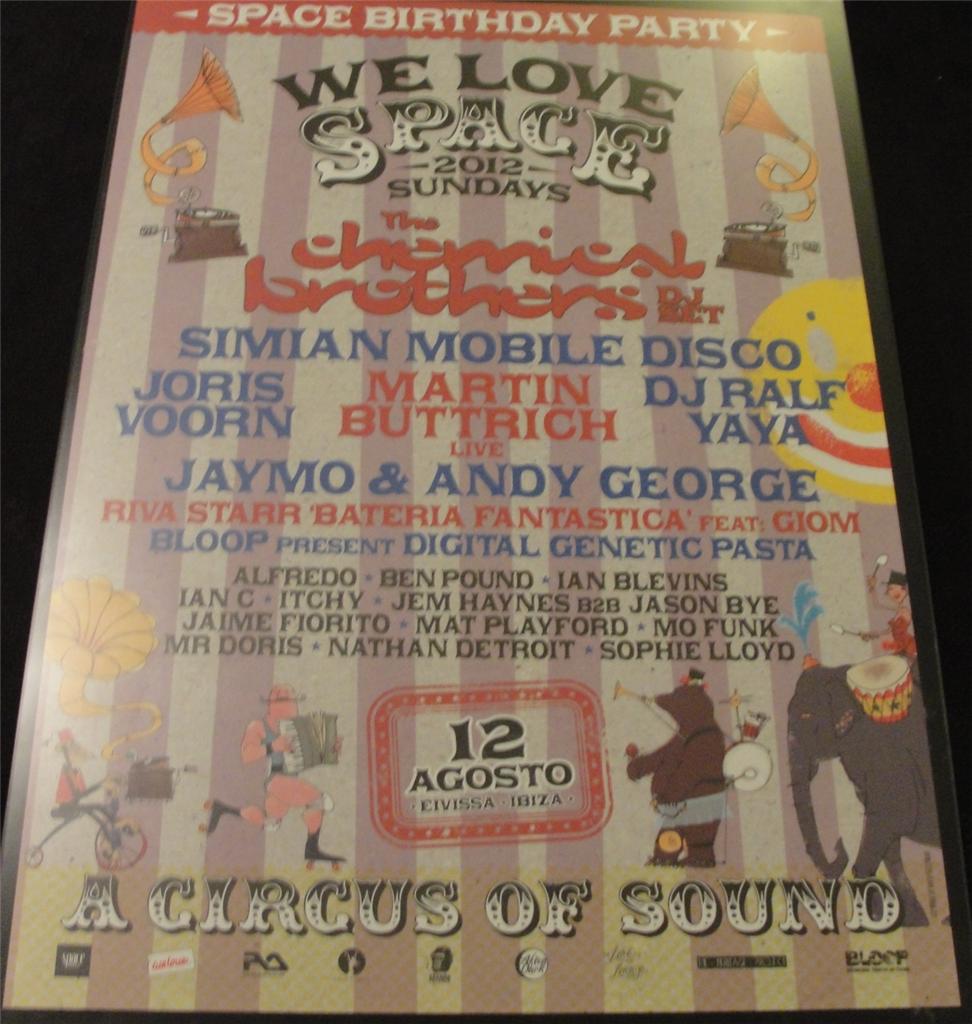 - SPACE BIRTHDAY PARTY -
WE LOVE
SPACE
- 2012 -
SUNDAYS
The
chemical
brothers DJ SET
SIMIAN MOBILE DISCO
JORIS VOORN
MARTIN BUTTRICH
LIVE
DJ RALF
YAYA
JAYMO & ANDY GEORGE
RIVA STARR 'BATERIA FANTASTICA' FEAT: GIOM
BLOOP PRESENT DIGITAL GENETIC PASTA
ALFREDO * BEN POUND * IAN BLEVINS
IAN C * ITCHY * JEM HAYNES B2B JASON BYE
JAIME FIORITO * MAT PLAYFORD * MO FUNK
MR DORIS * NATHAN DETROIT * SOPHIE LLOYD
12
AGOSTO
· EIVISSA · IBIZA ·
A CIRCUS OF SOUND
space
RA
BLOOP